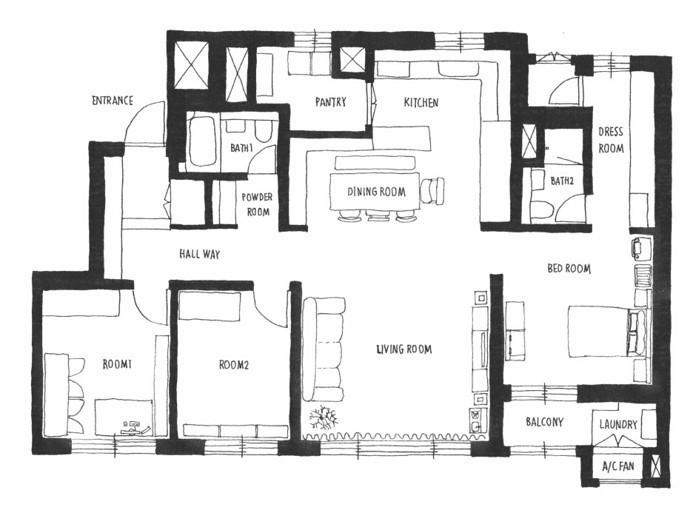 ENTRANCE
PANTRY
KITCHEN
DRESS
ROOM
BATH1
BATH2
DINING ROOM
POWDER
ROOM
HALL WAY
BED ROOM
ROOM1
ROOM2
LIVING ROOM
BALCONY
LAUNDRY
A/C FAN